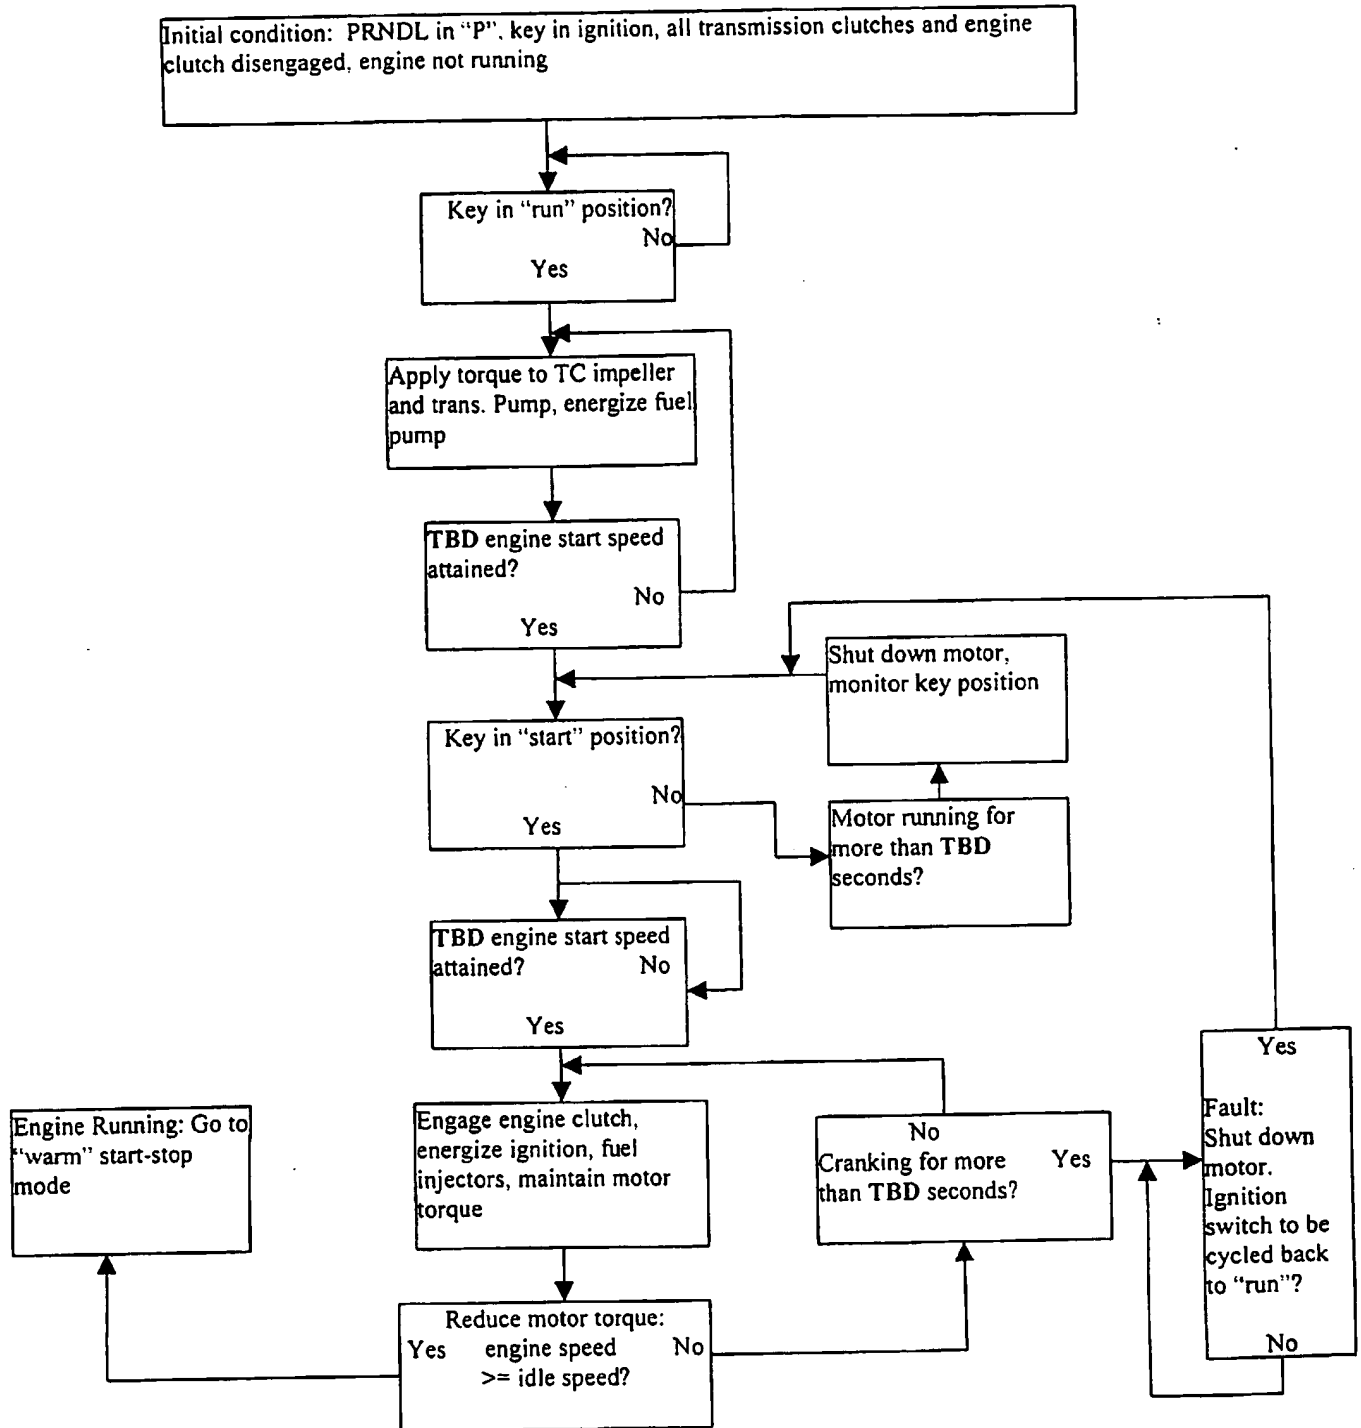 Initial condition: PRNDL in “P”, key in ignition, all transmission clutches and engine
clutch disengaged, engine not running
Key in “run” position?
No
Yes
Apply torque to TC impeller
and trans. Pump, energize fuel
pump
TBD engine start speed
attained?
No
Yes
Shut down motor,
monitor key position
Key in “start” position?
No
Yes
Motor running for
more than TBD
seconds?
TBD engine start speed
attained? No
Yes
Engine Running: Go to
“warm” start-stop
mode
Engage engine clutch,
energize ignition, fuel
injectors, maintain motor
torque
No
Cranking for more Yes
than TBD seconds?
Yes
Fault:
Shut down
motor.
Ignition
switch to be
cycled back
to “run”?
No
Reduce motor torque:
Yes engine speed No
>= idle speed?